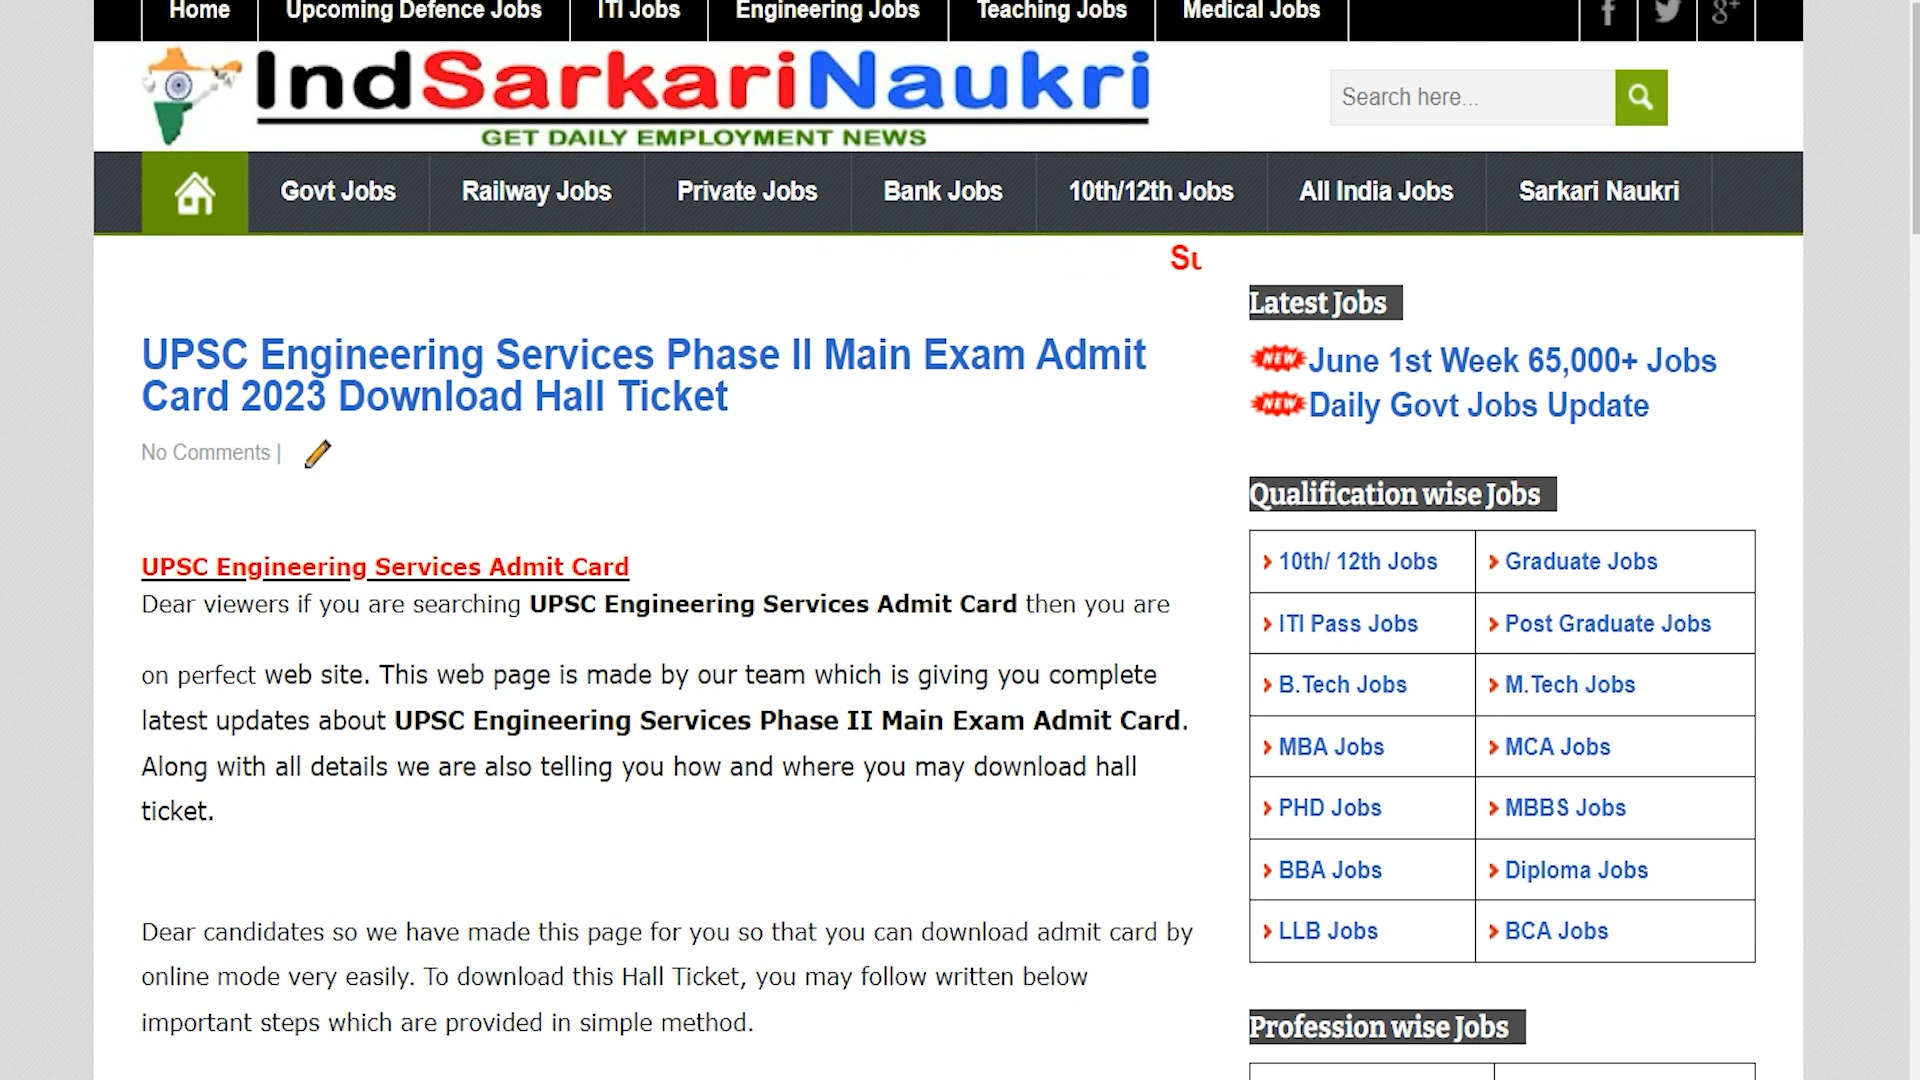 Home Upcoming Defence Jobs ITI Jobs Engineering Jobs Teaching Jobs Medical Jobs
IndSarkariNaukri
GET DAILY EMPLOYMENT NEWS
Search here...
Govt Jobs Railway Jobs Private Jobs Bank Jobs 10th/12th Jobs All India Jobs Sarkari Naukri
UPSC Engineering Services Phase II Main Exam Admit
Card 2023 Download Hall Ticket
No Comments |
UPSC Engineering Services Admit Card
Dear viewers if you are searching UPSC Engineering Services Admit Card then you are
on perfect web site. This web page is made by our team which is giving you complete
latest updates about UPSC Engineering Services Phase II Main Exam Admit Card.
Along with all details we are also telling you how and where you may download hall
ticket.
Dear candidates so we have made this page for you so that you can download admit card by
online mode very easily. To download this Hall Ticket, you may follow written below
important steps which are provided in simple method.
Latest Jobs
NEW June 1st Week 65,000+ Jobs
NEW Daily Govt Jobs Update
Qualification wise Jobs
10th/ 12th Jobs Graduate Jobs
ITI Pass Jobs Post Graduate Jobs
B.Tech Jobs M.Tech Jobs
MBA Jobs MCA Jobs
PHD Jobs MBBS Jobs
BBA Jobs Diploma Jobs
LLB Jobs BCA Jobs
Profession wise Jobs